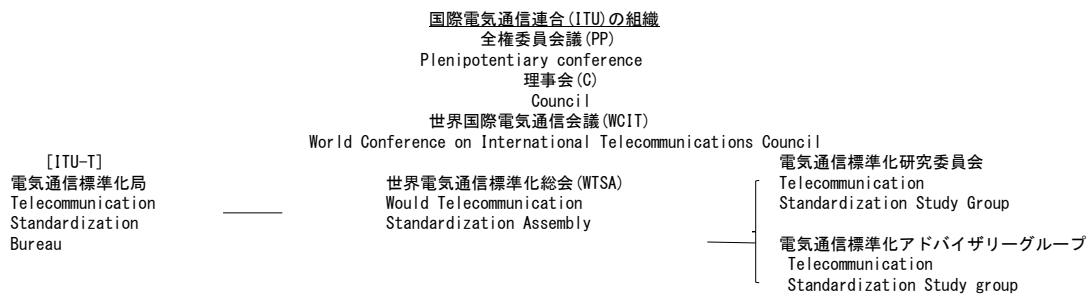 国際電気通信連合(ITU)の組織
全権委員会議(PP)
Plenipotentiary conference
理事会(C)
Council
世界国際電気通信会議(WCIT)
World Conference on International Telecommunications Council
[ITU-T]
電気通信標準化局
Telecommunication
Standardization
Bureau
世界電気通信標準化総会(WTSA)
Would Telecommunication
Standardization Assembly
電気通信標準化研究委員会
Telecommunication
Standardization Study Group
電気通信標準化アドバイザリーグループ
Telecommunication
Standardization Study group